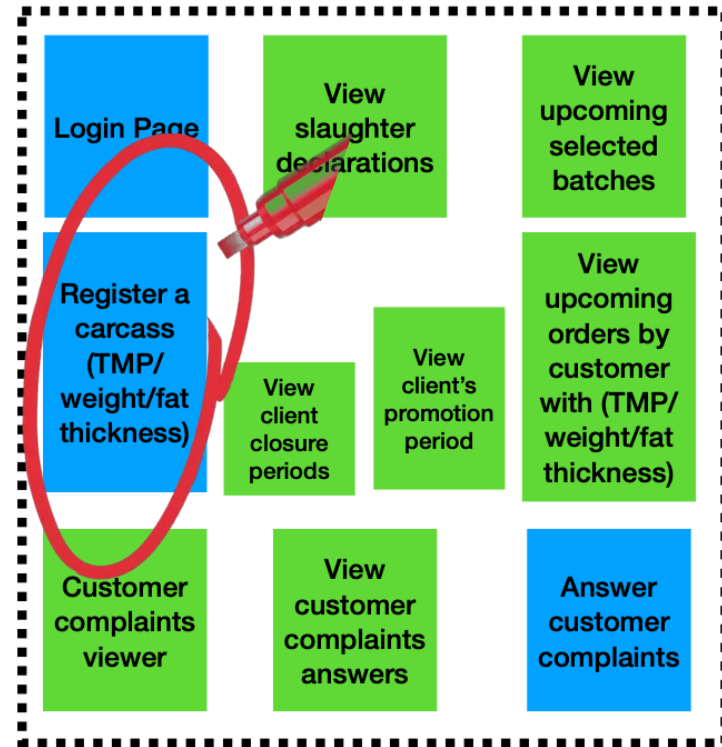 Login Page
View
slaughter
declarations
View
upcoming
selected
batches
Register a
carcass
(TMP/
weight/fat
thickness)
View
client
closure
periods
View
client's
promotion
period
View
upcoming
orders by
customer
with (TMP/
weight/fat
thickness)
Customer
complaints
viewer
View
customer
complaints
answers
Answer
customer
complaints